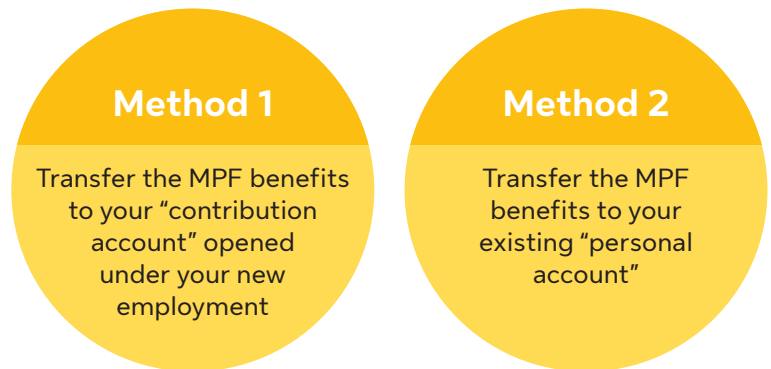 Method 1
Transfer the MPF benefits
to your “contribution
account” opened
under your new
employment
Method 2
Transfer the MPF
benefits to your
existing “personal
account”